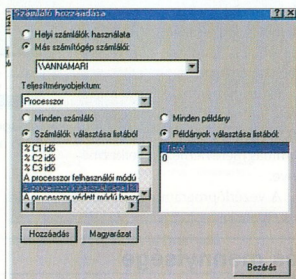 Számláló hozzáadása
Helyi számlálók használata
Más számítógép számlálói:
\\ANNAMARI
Teljesítményobjektum:
Processzor
Minden számláló
Minden példány
Számlálók választása listából
Példányok választása listából:
% C1 idő
% C2 idő
% C3 idő
A processzor felhasználói módú
A processzor védett módú
_Total
0
Hozzáadás
Magyarázat
Bezárás